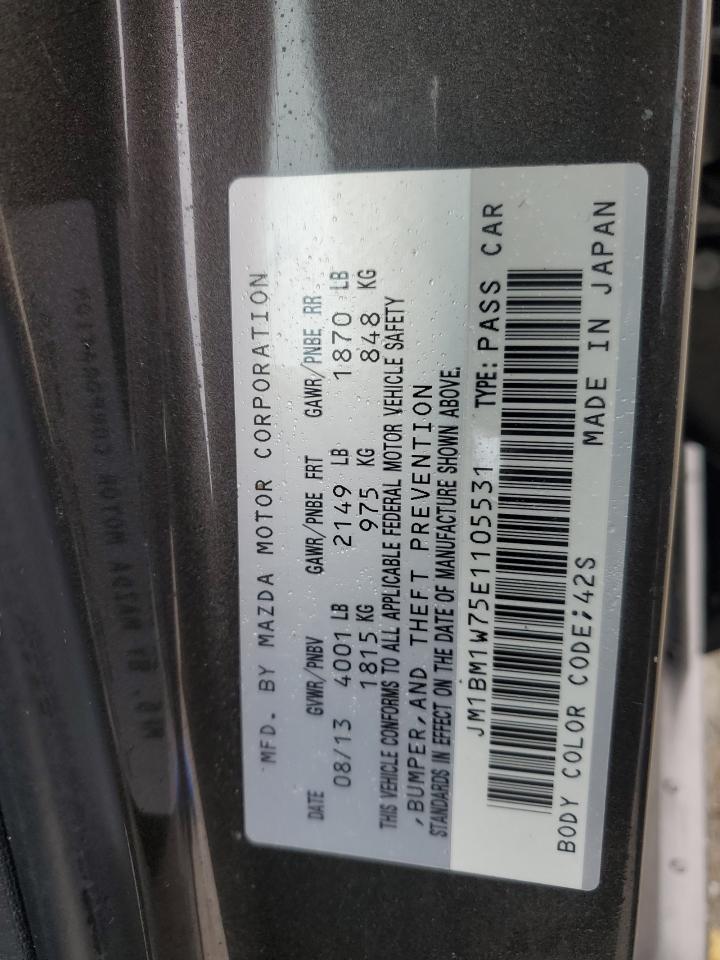 MFD. BY MAZDA MOTOR CORPORATION
DATE GVWR/PNBV GAWR/PNBE FRT GAWR/PNBE RR
08/13 4001 LB 2149 LB 1870 LB
1815 KG 975 KG 848 KG
THIS VEHICLE CONFORMS TO ALL APPLICABLE FEDERAL MOTOR VEHICLE SAFETY
,BUMPER,AND THEFT PREVENTION
STANDARDS IN EFFECT ON THE DATE OF MANUFACTURE SHOWN ABOVE.
JM1BM1W75E1105531 TYPE: PASS CAR
BODY COLOR CODE;42S MADE IN JAPAN